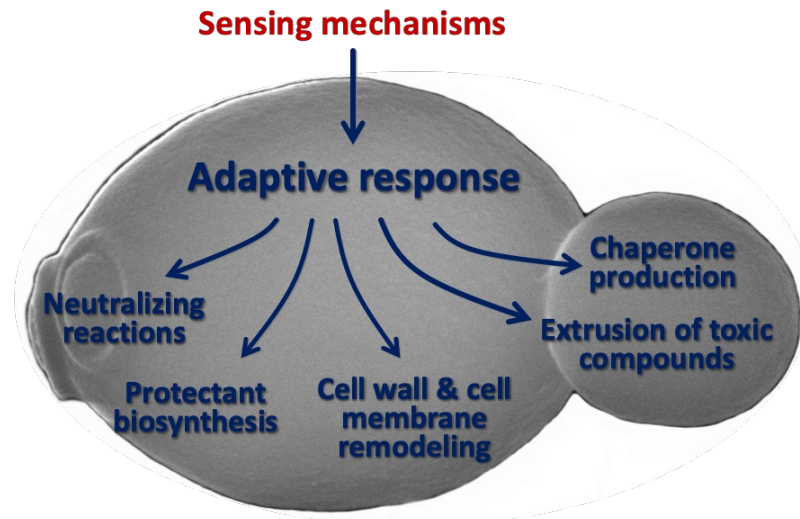 Sensing mechanisms
Adaptive response
Neutralizing
reactions
Protectant
biosynthesis
Cell wall & cell
membrane
remodeling
Chaperone
production
Extrusion of toxic
compounds